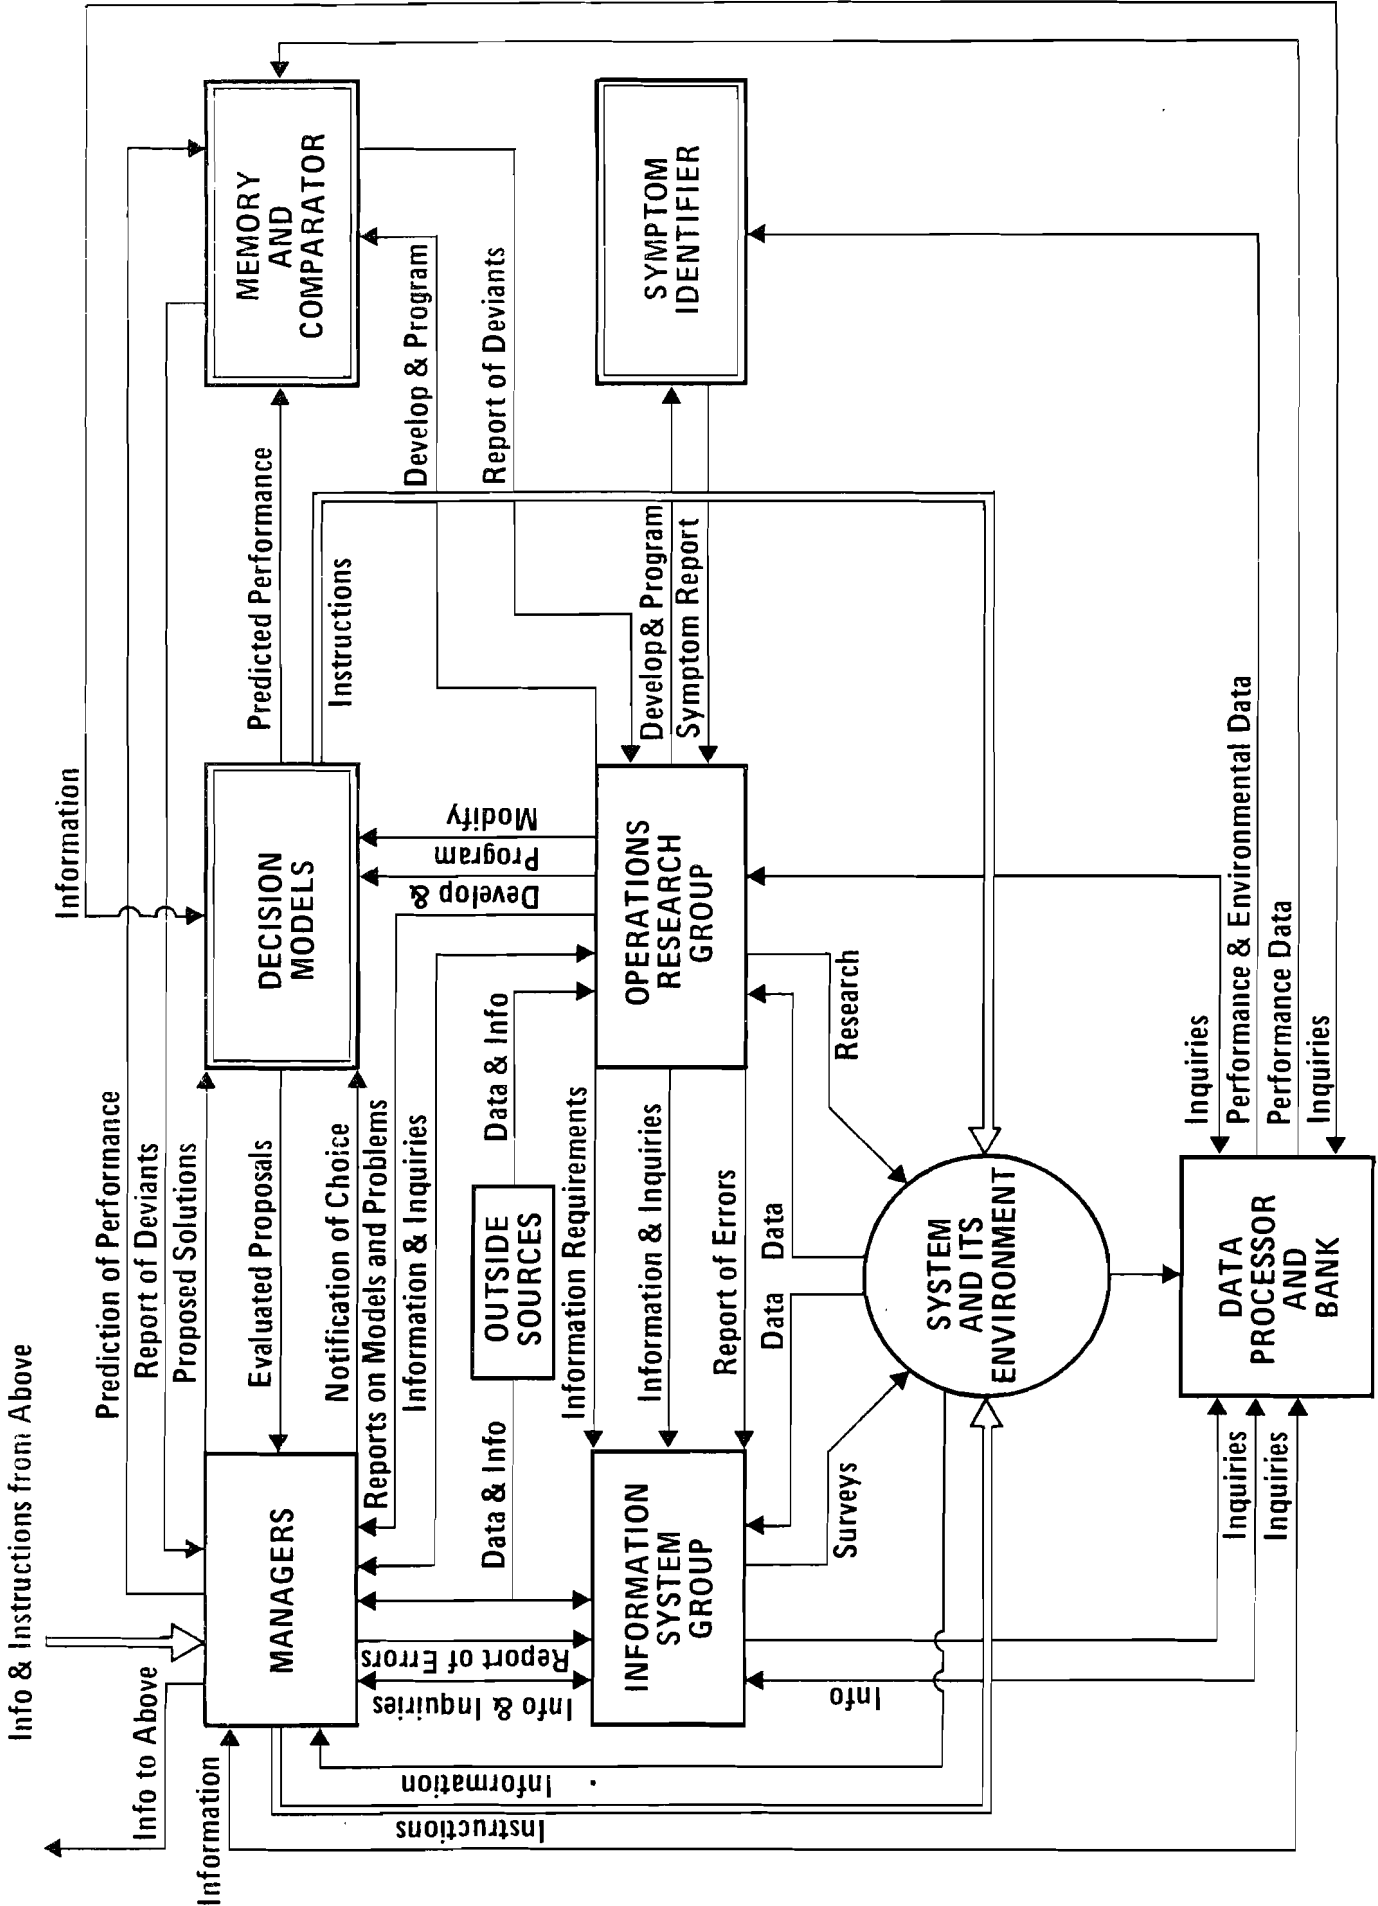 Info & Instructions from Above
Info to Above
Information
Prediction of Performance
Report of Deviants
Proposed Solutions
Information
MANAGERS
Evaluated Proposals
Notification of Choice
DECISION
MODELS
Predicted Performance
Instructions
MEMORY
AND
COMPARATOR
Reports on Models and Problems
Information & Inquiries
Develop &
Program
Modify
Develop & Program
Report of Deviants
Information
Instructions
Info & Inquiries
Report of Errors
Data & Info
OUTSIDE
SOURCES
Data & Info
Information Requirements
Information & Inquiries
Report of Errors
INFORMATION
SYSTEM
GROUP
OPERATIONS
RESEARCH
GROUP
Develop & Program
Symptom Report
SYMPTOM
IDENTIFIER
Info
Surveys
Data
Data
Research
SYSTEM
AND ITS
ENVIRONMENT
Inquiries
Inquiries
DATA
PROCESSOR
AND
BANK
Inquiries
Performance & Environmental Data
Performance Data
Inquiries